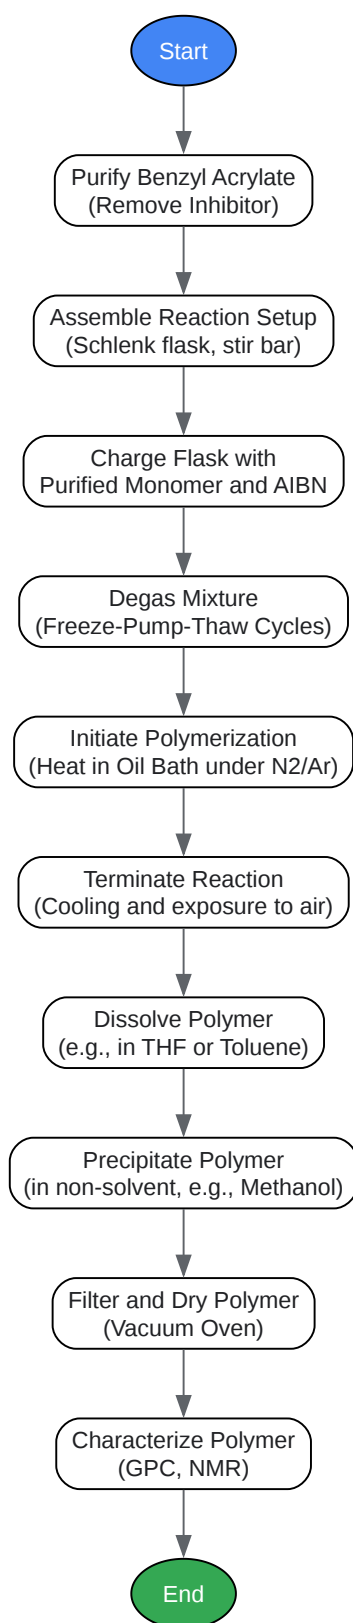 Start
Purify Benzyl Acrylate
(Remove Inhibitor)
Assemble Reaction Setup
(Schlenk flask, stir bar)
Charge Flask with
Purified Monomer and AIBN
Degas Mixture
(Freeze-Pump-Thaw Cycles)
Initiate Polymerization
(Heat in Oil Bath under N2/Ar)
Terminate Reaction
(Cooling and exposure to air)
Dissolve Polymer
(e.g., in THF or Toluene)
Precipitate Polymer
(in non-solvent, e.g., Methanol)
Filter and Dry Polymer
(Vacuum Oven)
Characterize Polymer
(GPC, NMR)
End